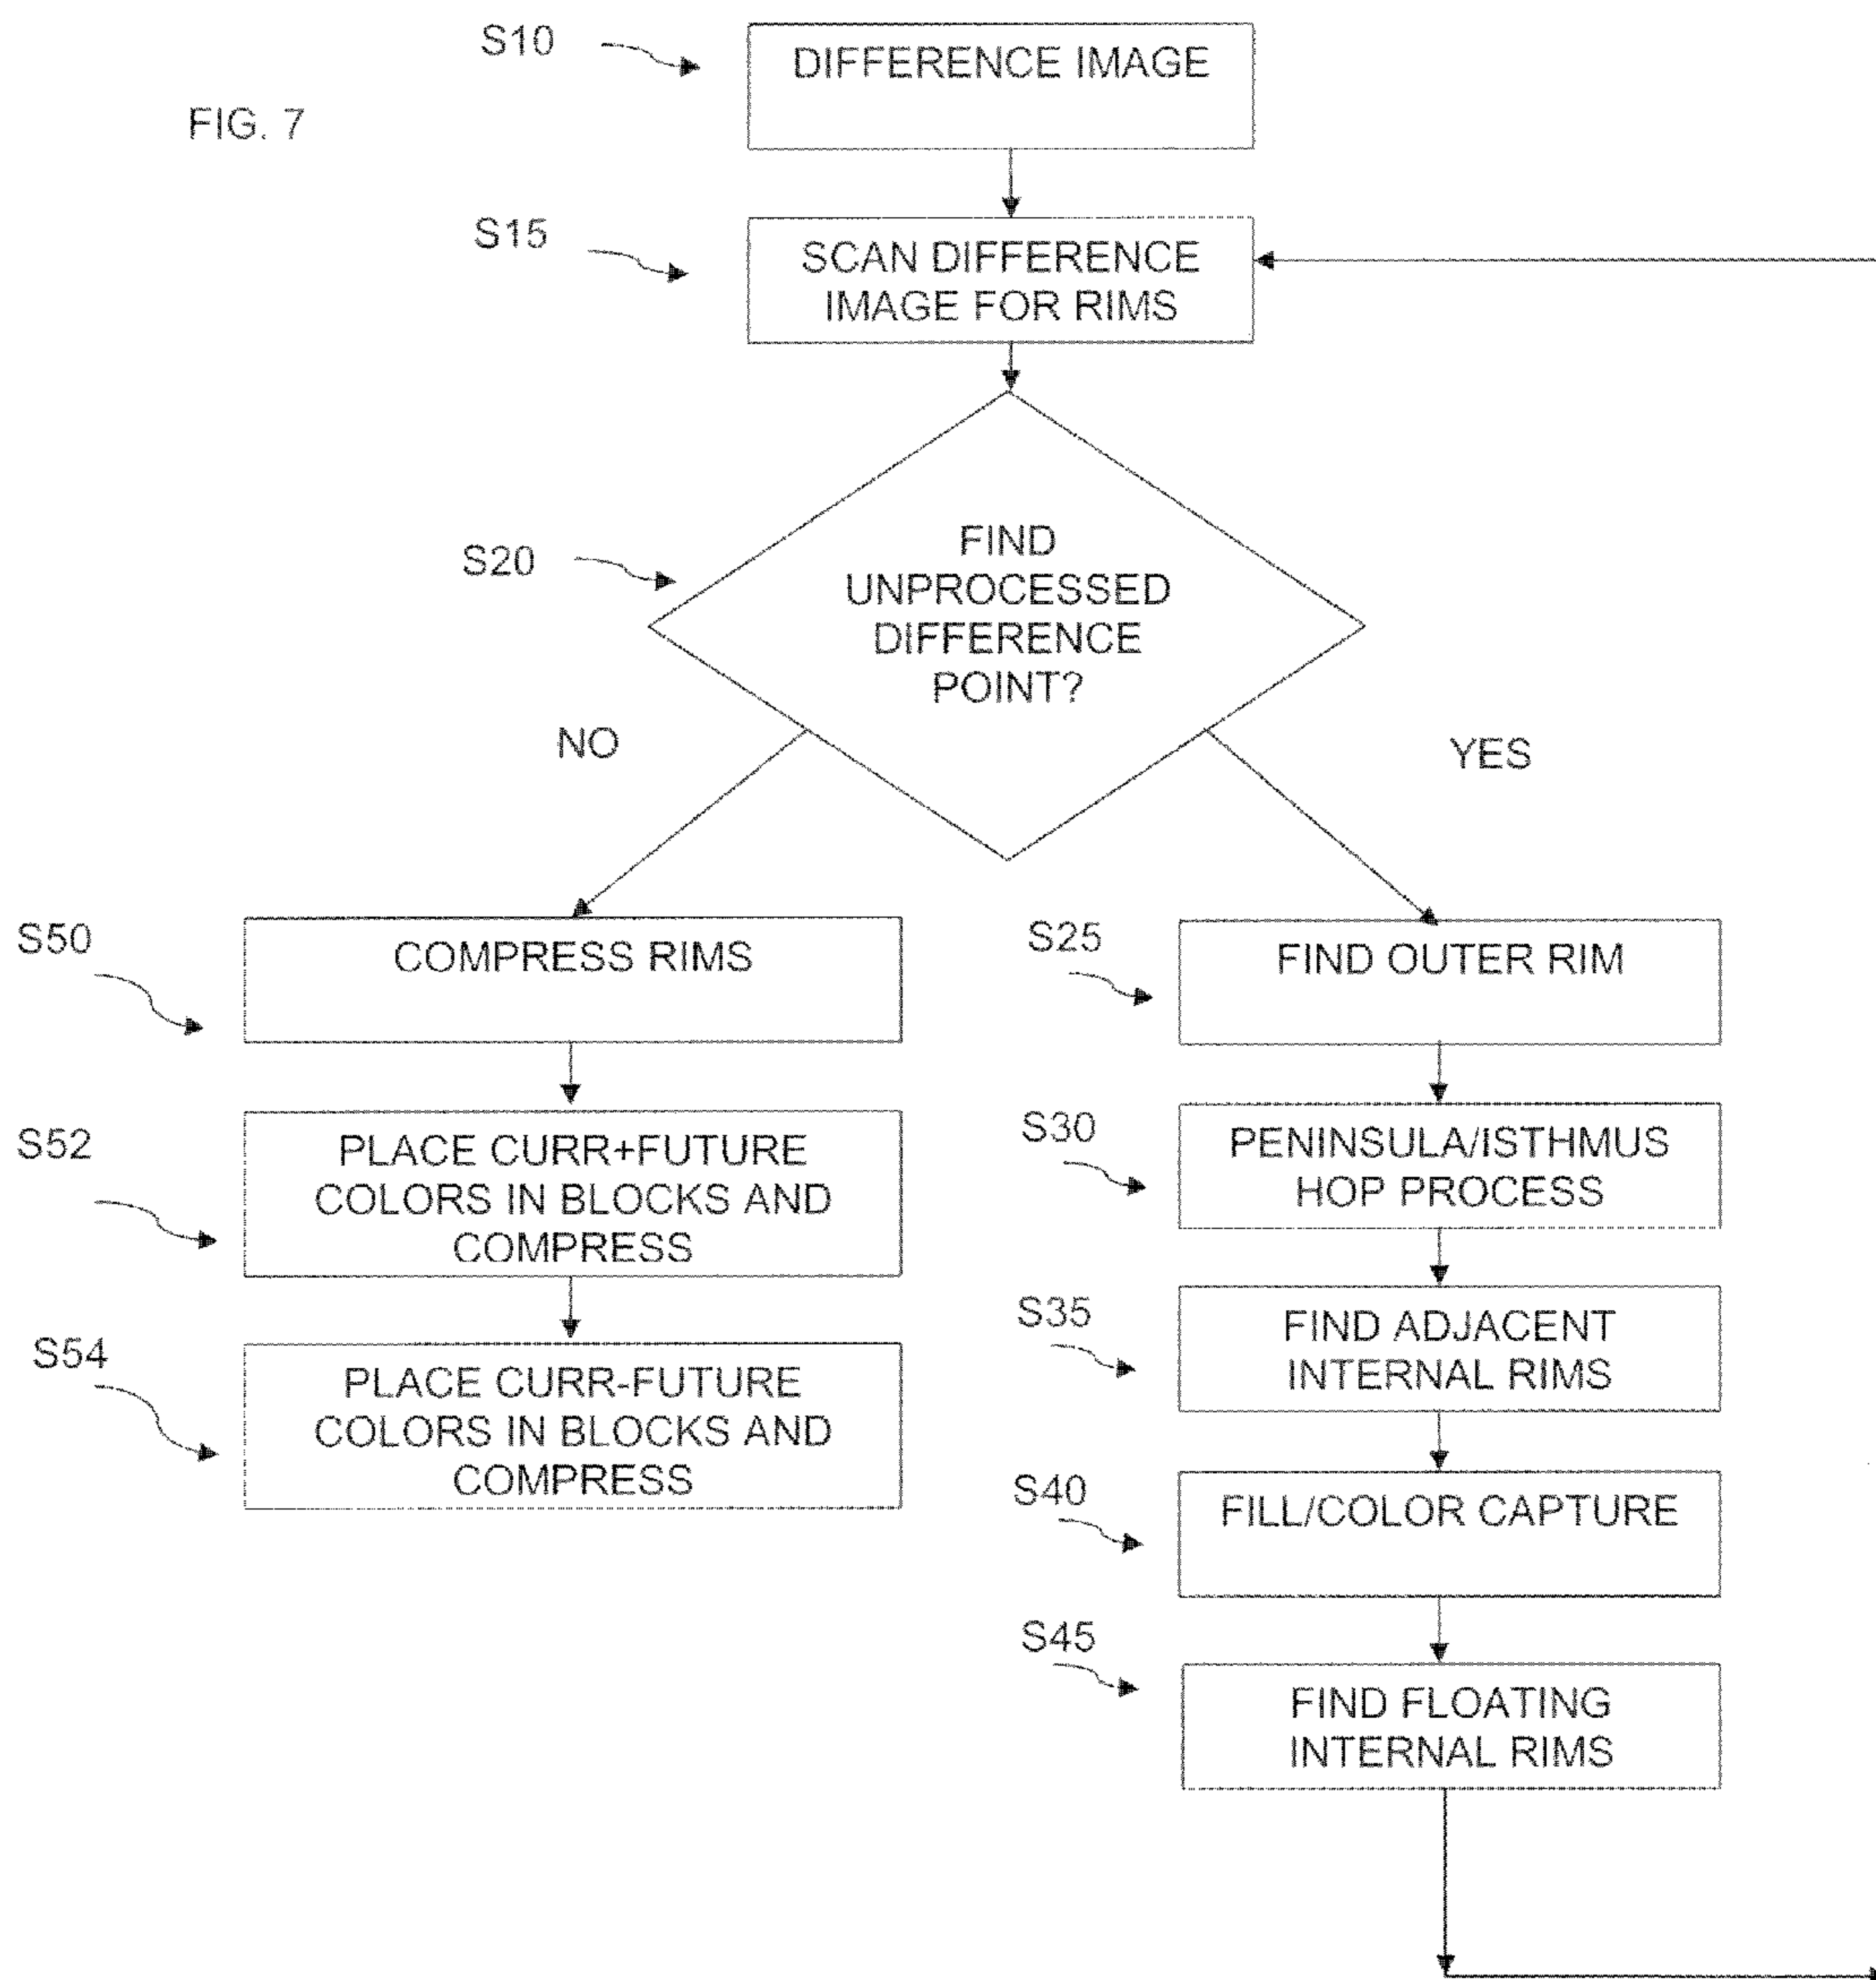 S10
DIFFERENCE IMAGE
FIG. 7
S15
SCAN DIFFERENCE
IMAGE FOR RIMS
S20
FIND
UNPROCESSED
DIFFERENCE
POINT?
NO
YES
S50
COMPRESS RIMS
S25
FIND OUTER RIM
S52
PLACE CURR+FUTURE
COLORS IN BLOCKS AND
COMPRESS
S30
PENINSULA/ISTHMUS
HOP PROCESS
S54
PLACE CURR-FUTURE
COLORS IN BLOCKS AND
COMPRESS
S35
FIND ADJACENT
INTERNAL RIMS
S40
FILL/COLOR CAPTURE
S45
FIND FLOATING
INTERNAL RIMS